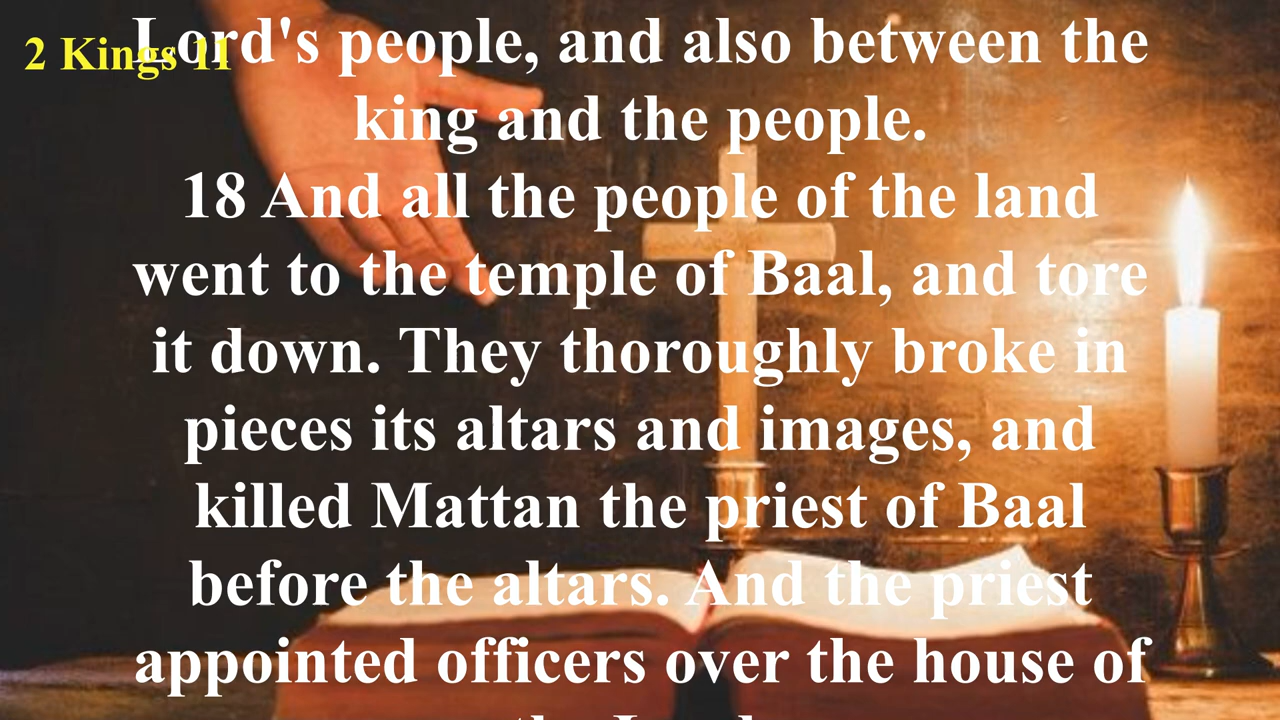 2 Kings 11
Lord's people, and also between the
king and the people.
18 And all the people of the land
went to the temple of Baal, and tore
it down. They thoroughly broke in
pieces its altars and images, and
killed Mattan the priest of Baal
before the altars. And the priest
appointed officers over the house of